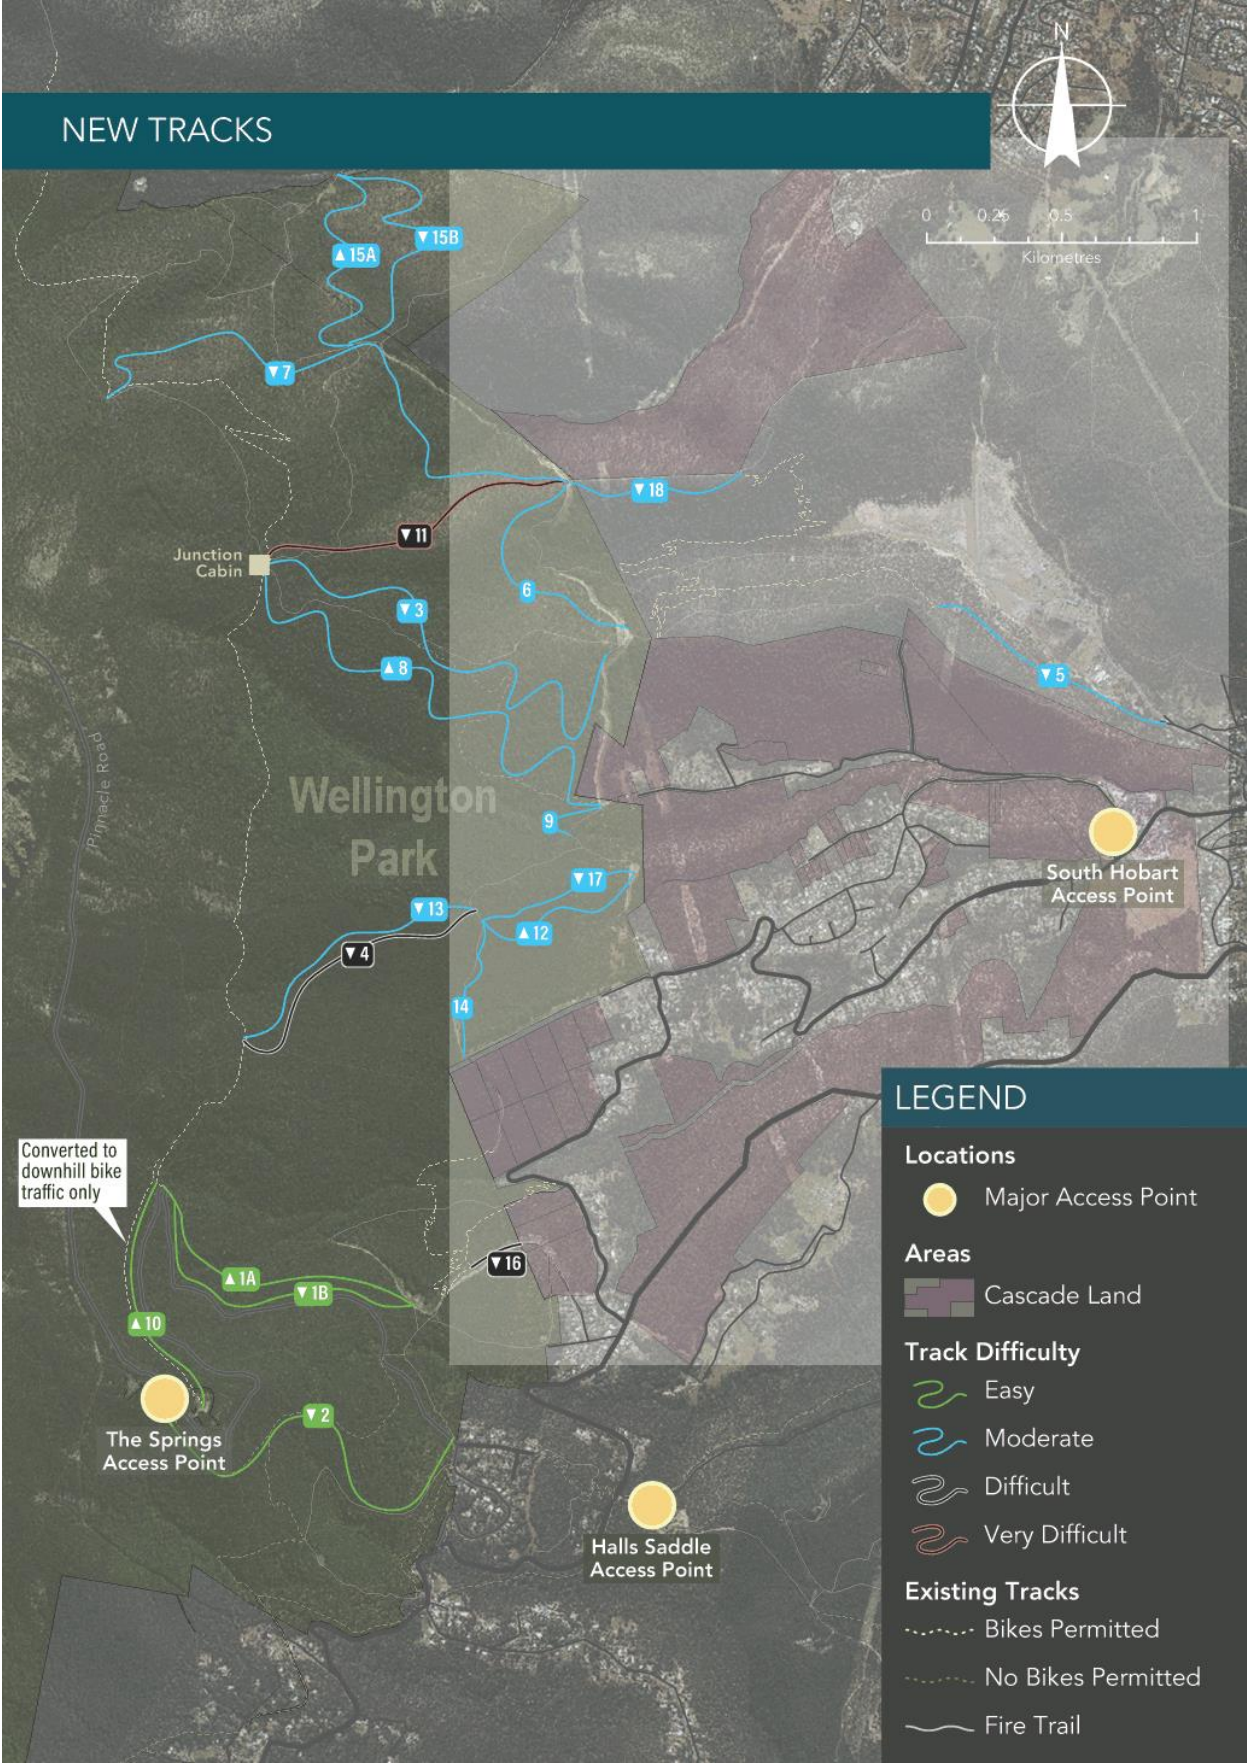 N
NEW TRACKS
0 0.25 0.5 1
Kilometres
▼15B
▲15A
▼7
▼18
▼11
Junction
Cabin
6
▼3
▲8
▼5
Pinnacle Road
Wellington
Park
9
South Hobart
Access Point
▼17
▼13
▲12
▼4
14
Converted to
downhill bike
traffic only
▼16
▲1A
▼1B
▲10
▼2
The Springs
Access Point
Halls Saddle
Access Point
LEGEND
Locations
Major Access Point
Areas
Cascade Land
Track Difficulty
Easy
Moderate
Difficult
Very Difficult
Existing Tracks
Bikes Permitted
No Bikes Permitted
Fire Trail